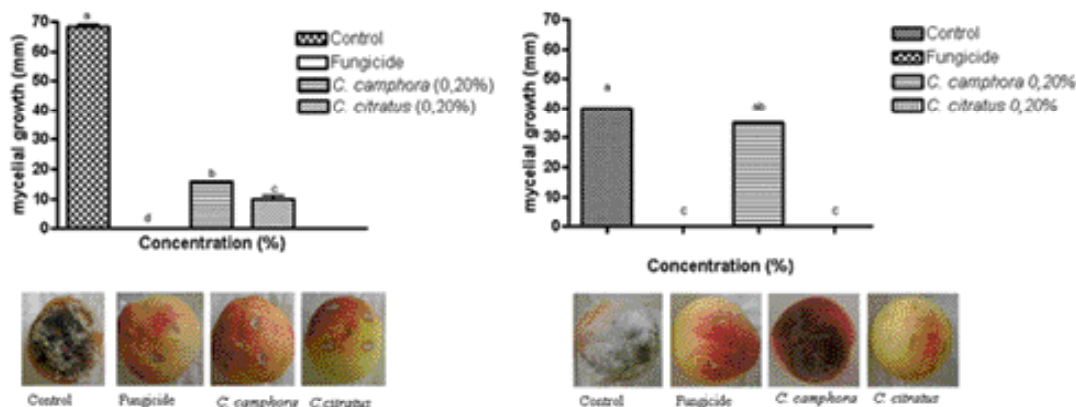 mycelial growth (mm)
70
60
50
40
30
20
10
0
a
d
b
c
Control
Fungicide
C. camphora (0,20%)
C. citratus (0,20%)
Concentration (%)
Control
Fungicide
C. camphora
C.citratus
mycelial growth (mm)
70
60
50
40
30
20
10
0
a
c
ab
c
Control
Fungicide
C. camphora 0,20%
C. citratus 0,20%
Concentration (%)
Control
Fungicide
C. camphora
C. citratus